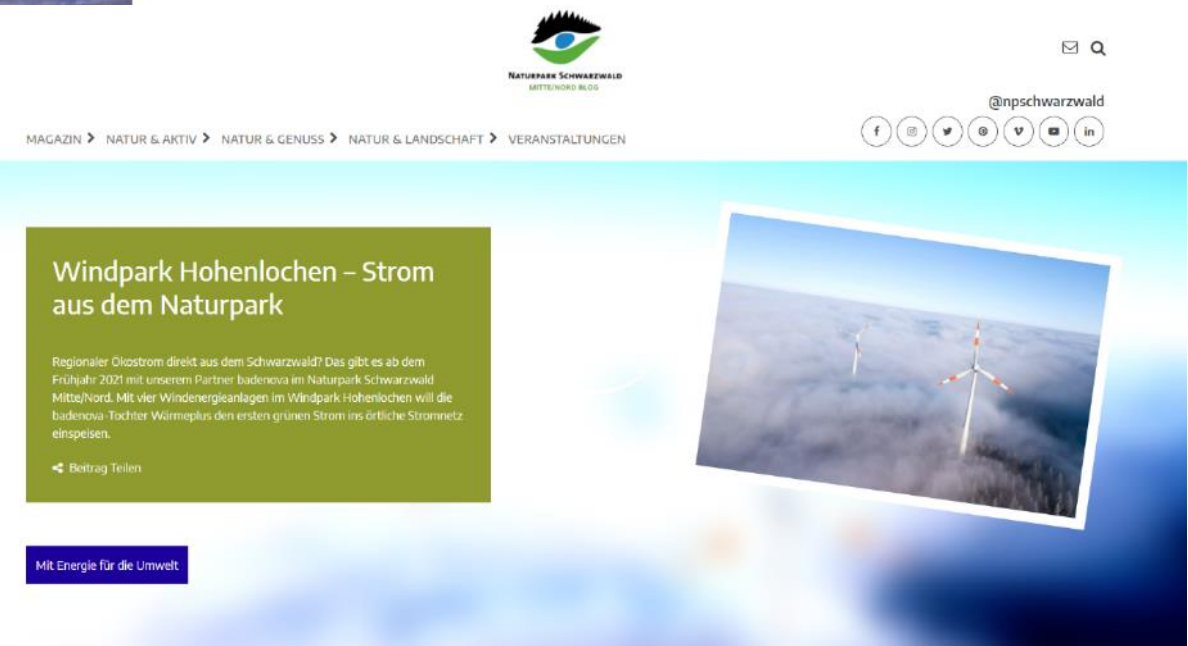 NATURPARK SCHWARZWALD
MITTE/NORD BLOG
@npschwarzwald
MAGAZIN
NATUR & AKTIV
NATUR & GENUSS
NATUR & LANDSCHAFT
VERANSTALTUNGEN
Windpark Hohenlochen – Strom
aus dem Naturpark
Regionaler Ökostrom direkt aus dem Schwarzwald? Das gibt es ab dem
Frühjahr 2021 mit unserem Partner badenova im Naturpark Schwarzwald
Mitte/Nord. Mit vier Windenergieanlagen im Windpark Hohenlochen will die
badenova-Tochter Wärmeplus den ersten grünen Strom ins örtliche Stromnetz
einspeisen.
Beitrag Teilen
Mit Energie für die Umwelt